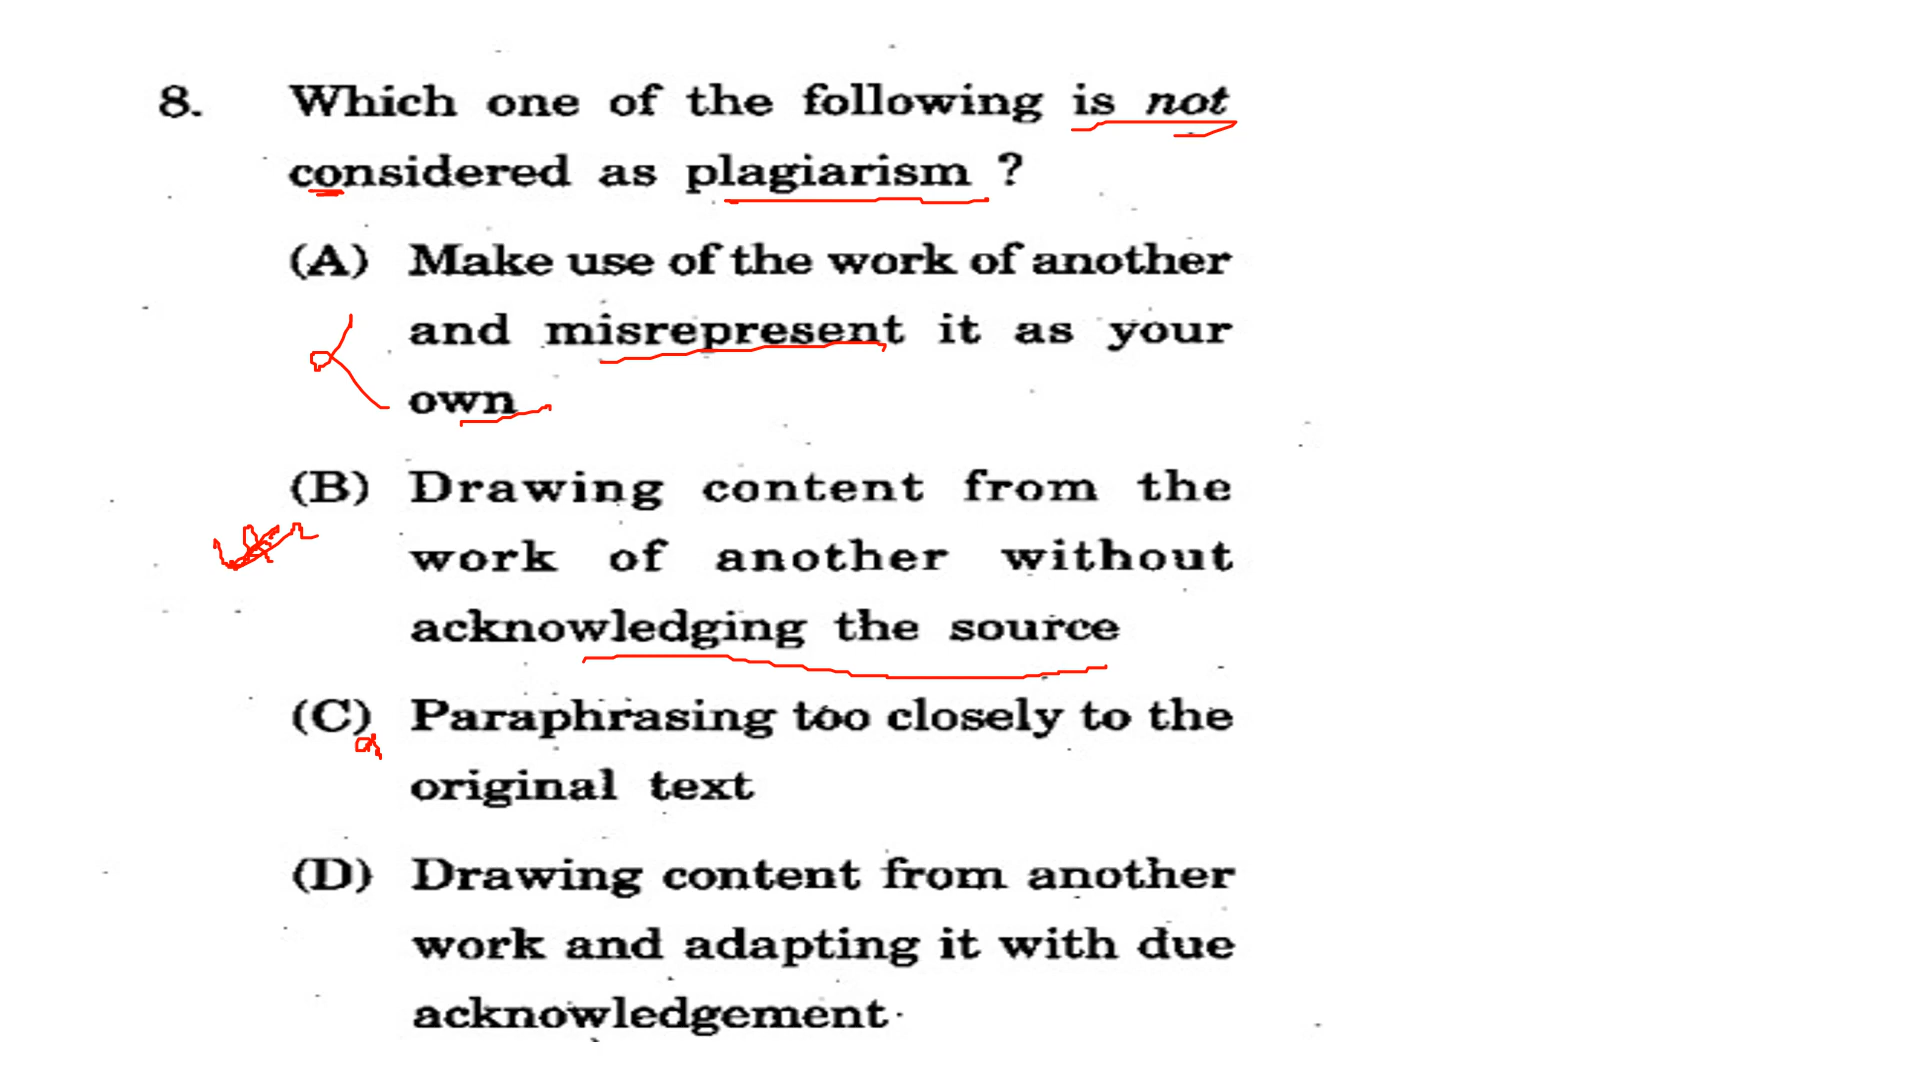 8. Which one of the following is not
considered as plagiarism ?
(A) Make use of the work of another
and misrepresent it as your
own
(B) Drawing content from the
work of another without
acknowledging the source
(C) Paraphrasing too closely to the
original text
(D) Drawing content from another
work and adapting it with due
acknowledgement